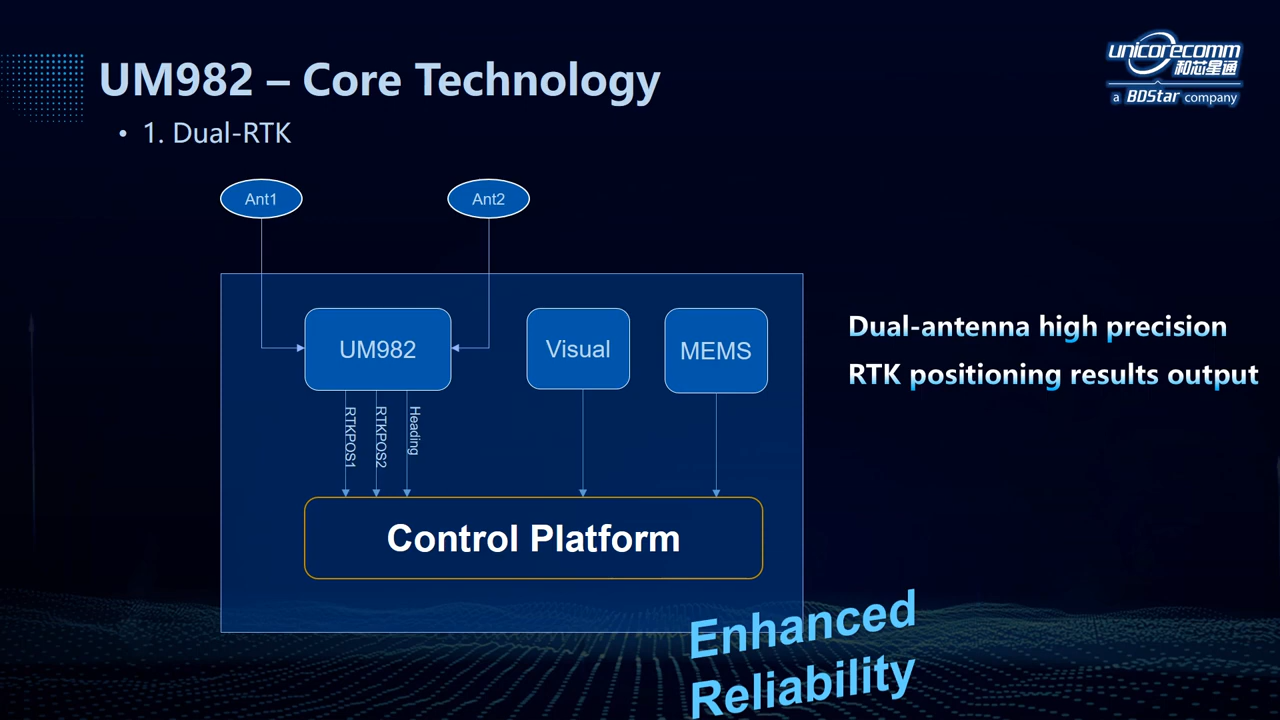 unicorecomm
和芯星通
a BDStar company
UM982 – Core Technology
• 1. Dual-RTK
Ant1
Ant2
UM982
Visual
MEMS
Dual-antenna high precision
RTK positioning results output
RTKPOS1
RTKPOS2
Heading
Control Platform
Enhanced
Reliability